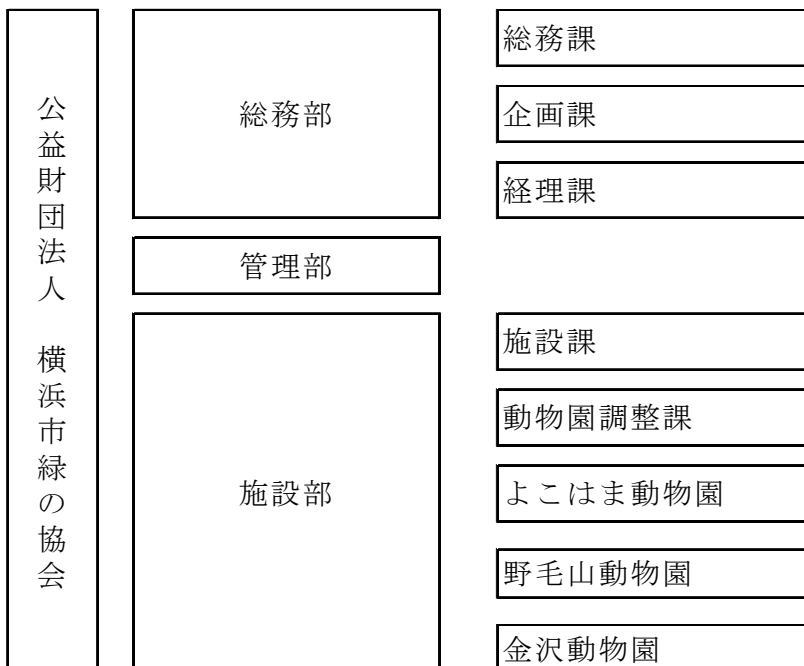 公益財団法人　横浜市緑の協会
総務部
総務課
企画課
経理課
管理部
施設部
施設課
動物園調整課
よこはま動物園
野毛山動物園
金沢動物園